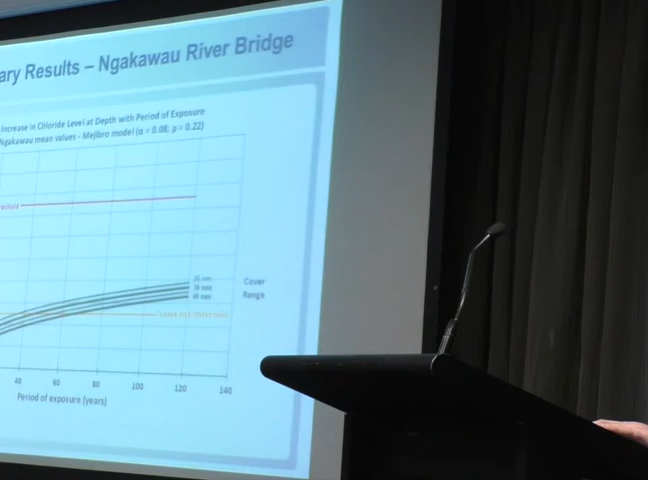 ary Results – Ngakawau River Bridge
Increase in Chloride Level at Depth with Period of Exposure
Ngakawau mean values - Mejlbro model (α = 0.08; p = 0.22)
Cover
Range
40 60 80 100 120 140
Period of exposure (years)